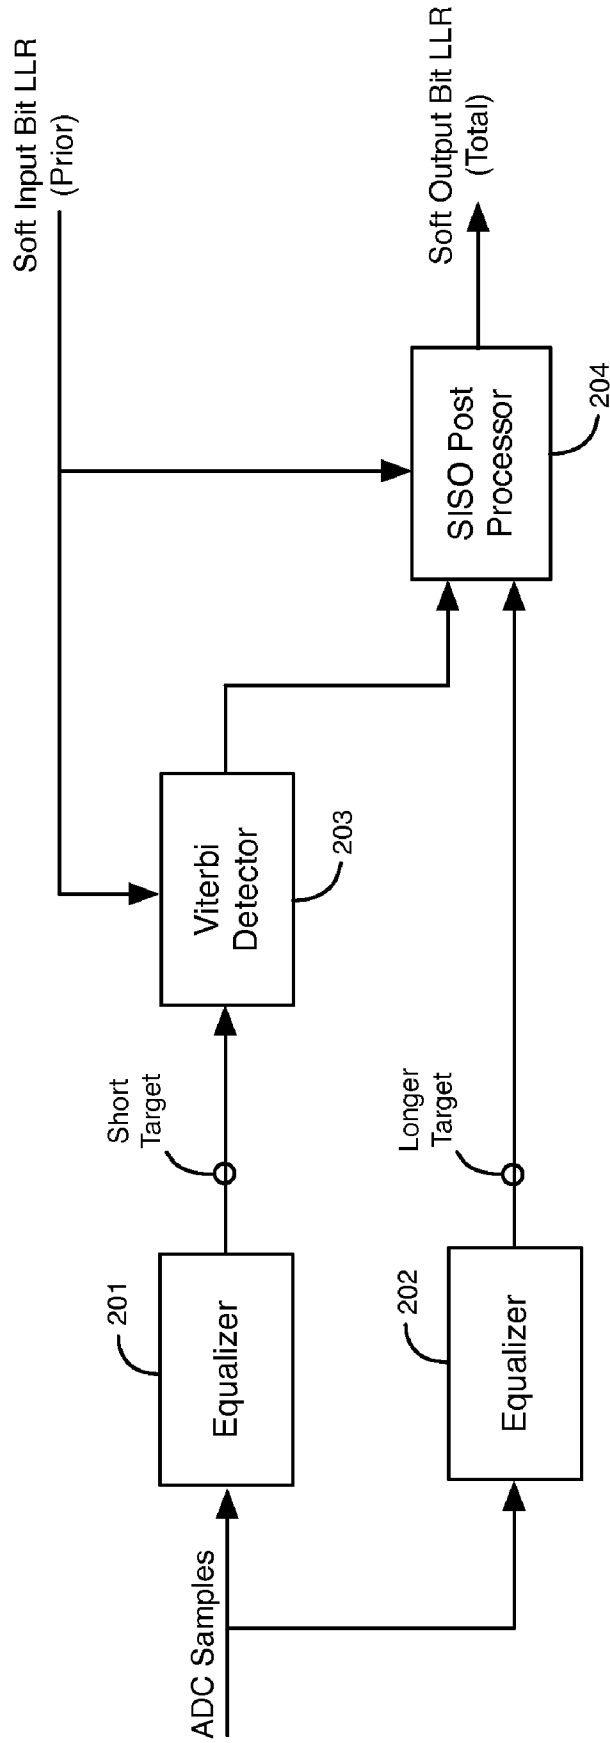 Soft Input Bit LLR
(Prior)
ADC Samples
Equalizer
201
Short
Target
Viterbi
Detector
203
Equalizer
202
Longer
Target
SISO Post
Processor
204
Soft Output Bit LLR
(Total)